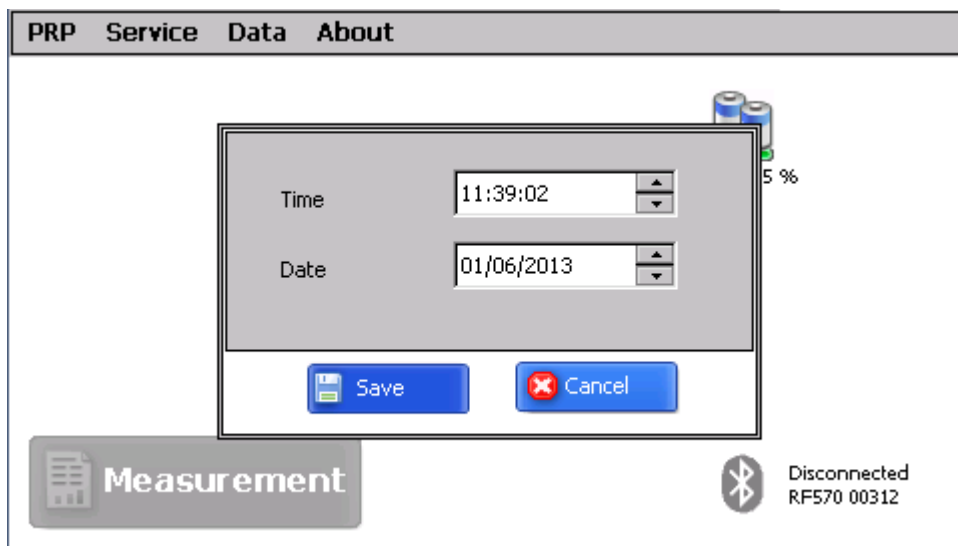 PRP Service Data About
5 %
Time 11:39:02
Date 01/06/2013
Save Cancel
Measurement
Disconnected
RF570 00312